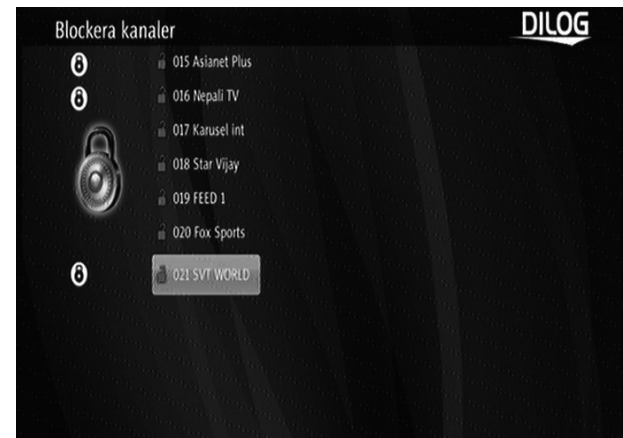 Blockera kanaler
DILOG
015 Asianet Plus
016 Nepali TV
017 Karusel int
018 Star Vijay
019 FEED 1
020 Fox Sports
021 SVT WORLD